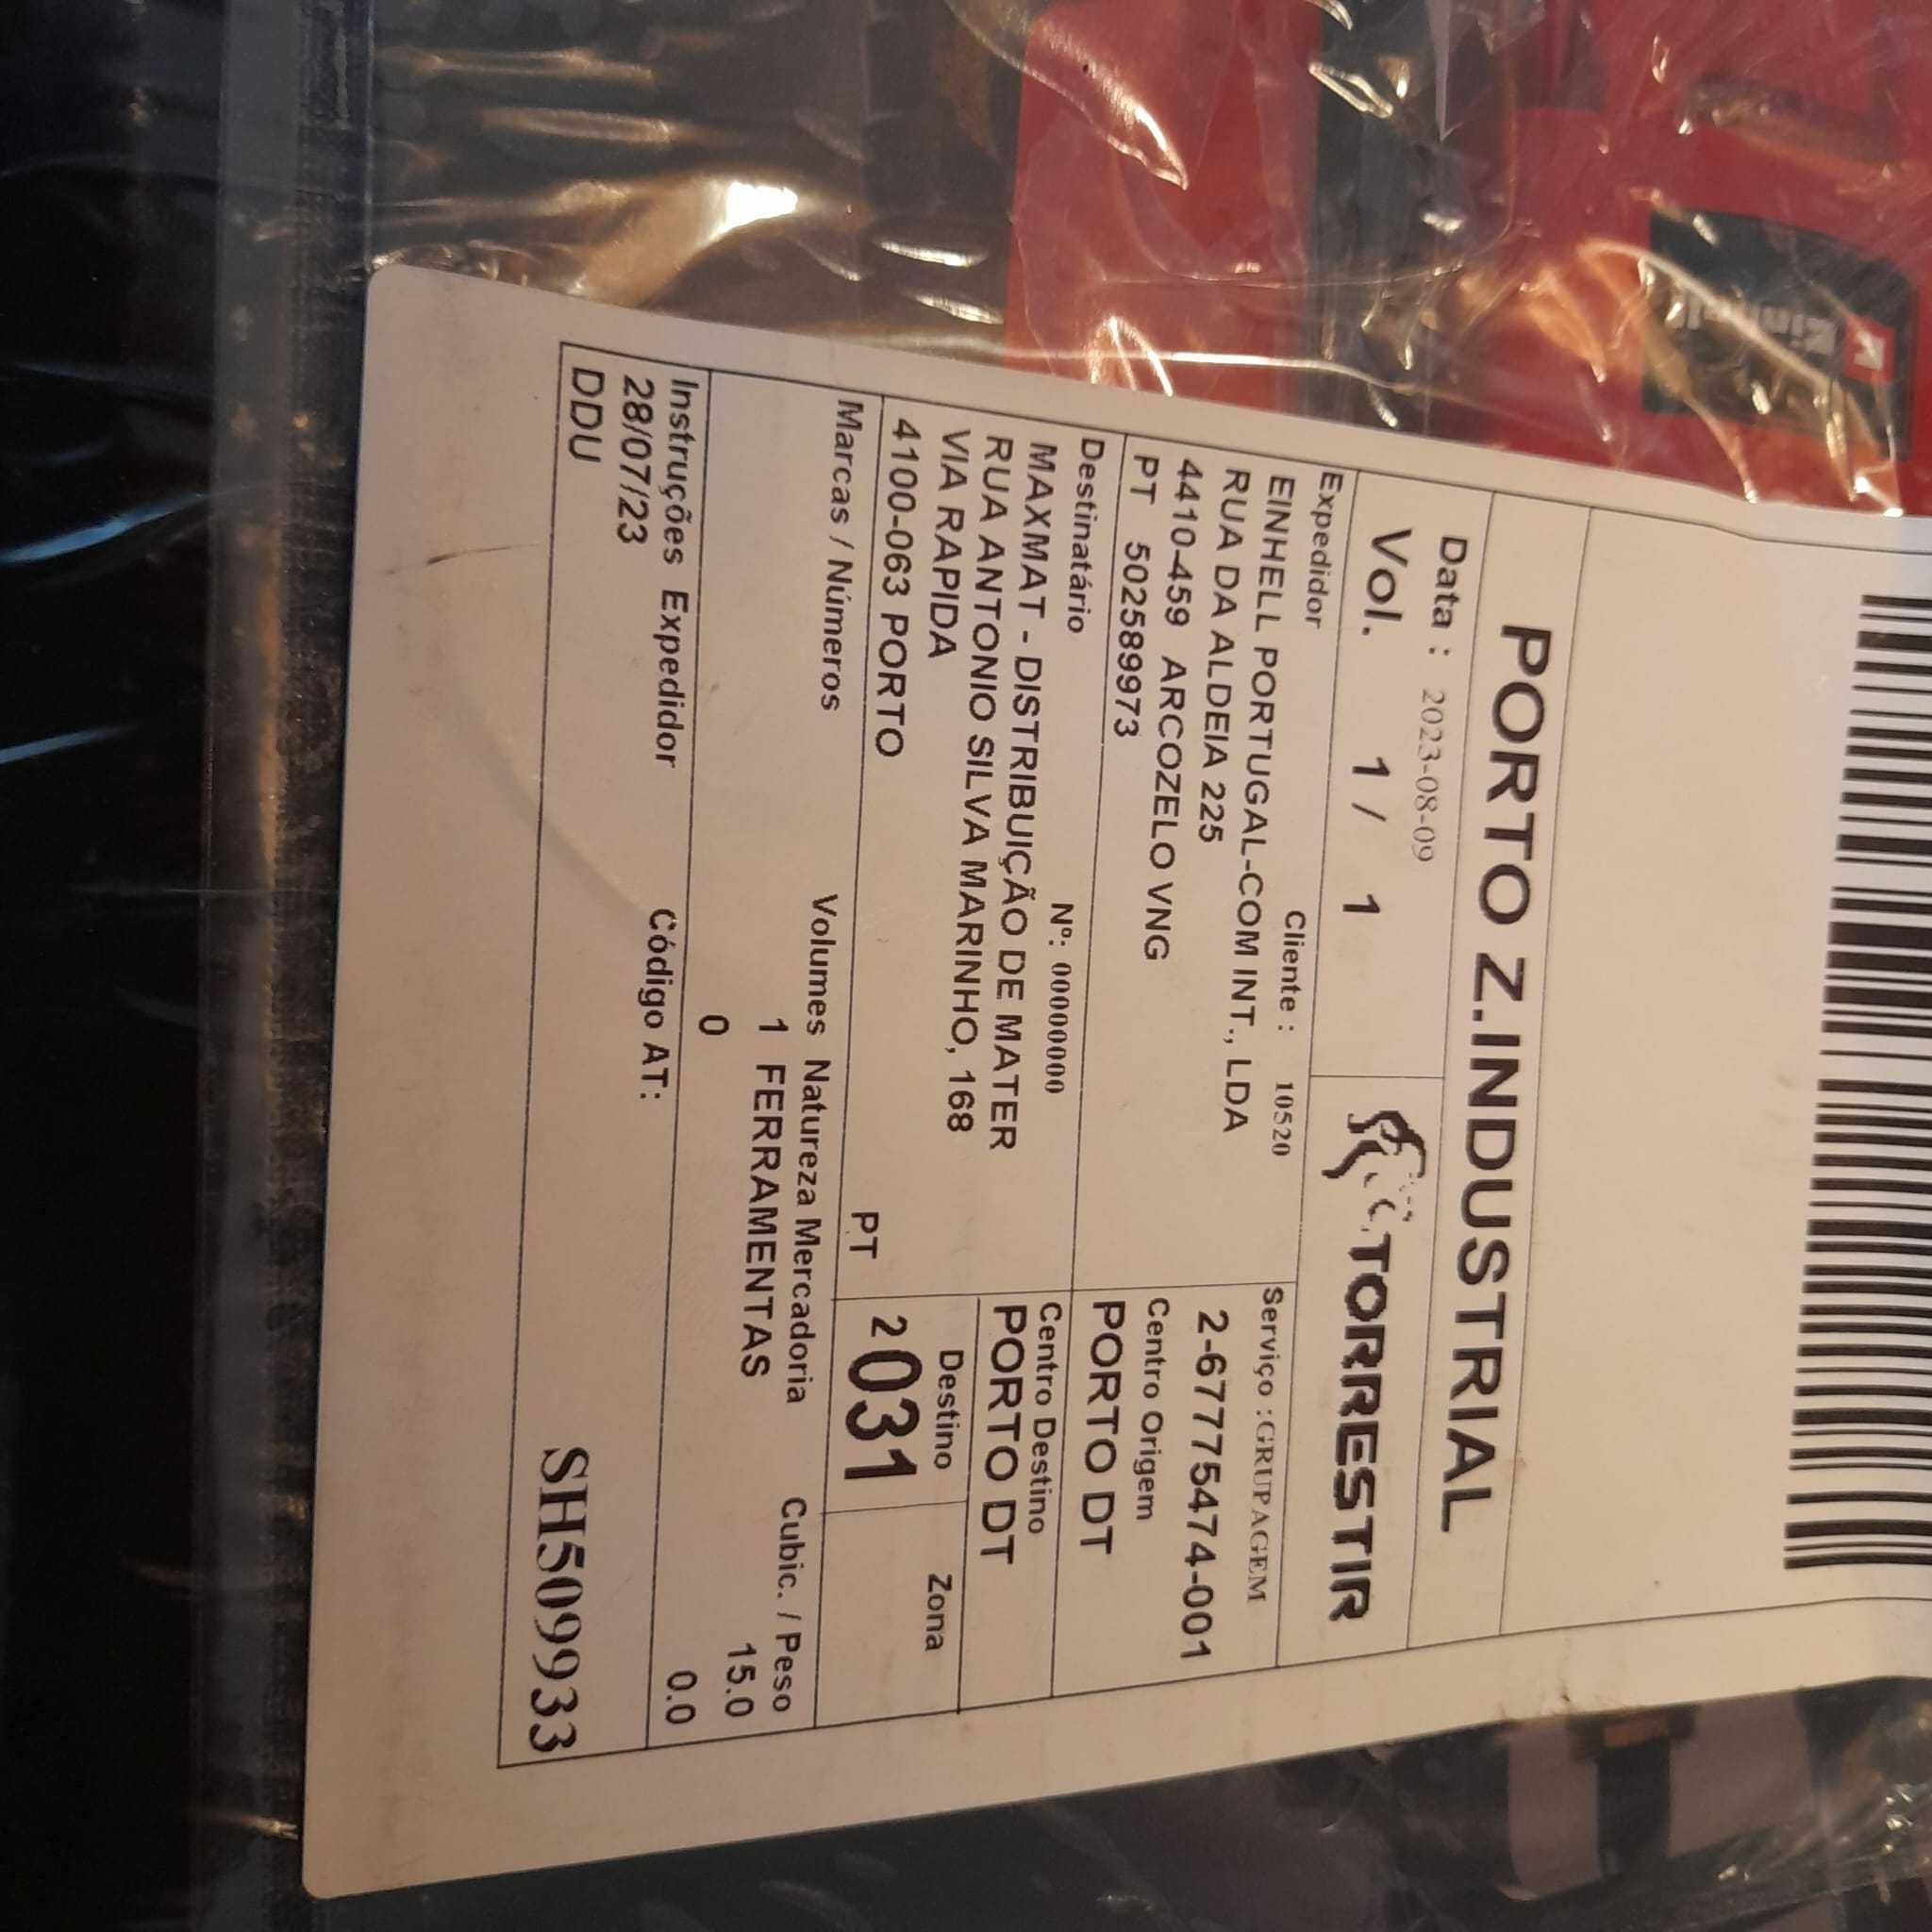 PORTO Z.INDUSTRIAL
Data : 2023-08-09
Vol. 1 / 1
TORRESTIR
Expedidor Cliente : 10520
EINHELL PORTUGAL-COM INT., LDA
RUA DA ALDEIA 225
4410-459 ARCOZELO VNG
PT 502589973
Serviço :GRUPAGEM
2-67775474-001
Centro Origem
PORTO DT
Destinatário Nº: 00000000
MAXMAT - DISTRIBUIÇÃO DE MATER
RUA ANTONIO SILVA MARINHO, 168
VIA RAPIDA
4100-063 PORTO PT
Centro Destino
PORTO DT
Destino Zona
2031
Marcas / Números Volumes Natureza Mercadoria Cubic. / Peso
1 FERRAMENTAS 15.0
0 0.0
Instruções Expedidor Código AT:
28/07/23
DDU
SH509933